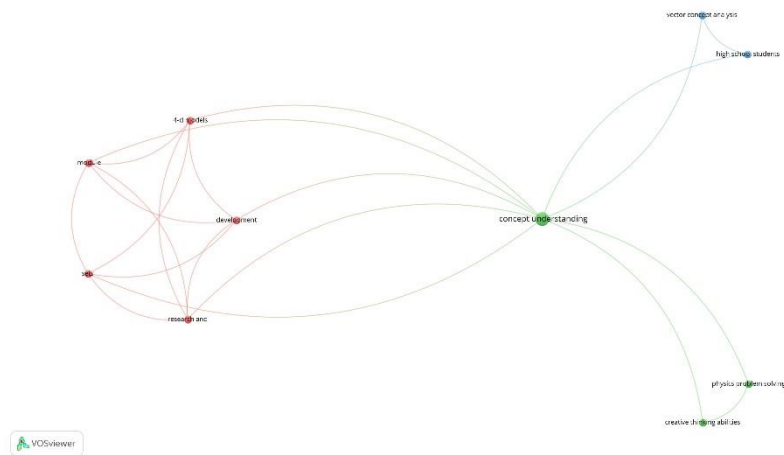 vector concept analysis
high school students
4-d models
module
development
concept understanding
sets
research and
physics problem solving
creative thinking abilities
VOSviewer